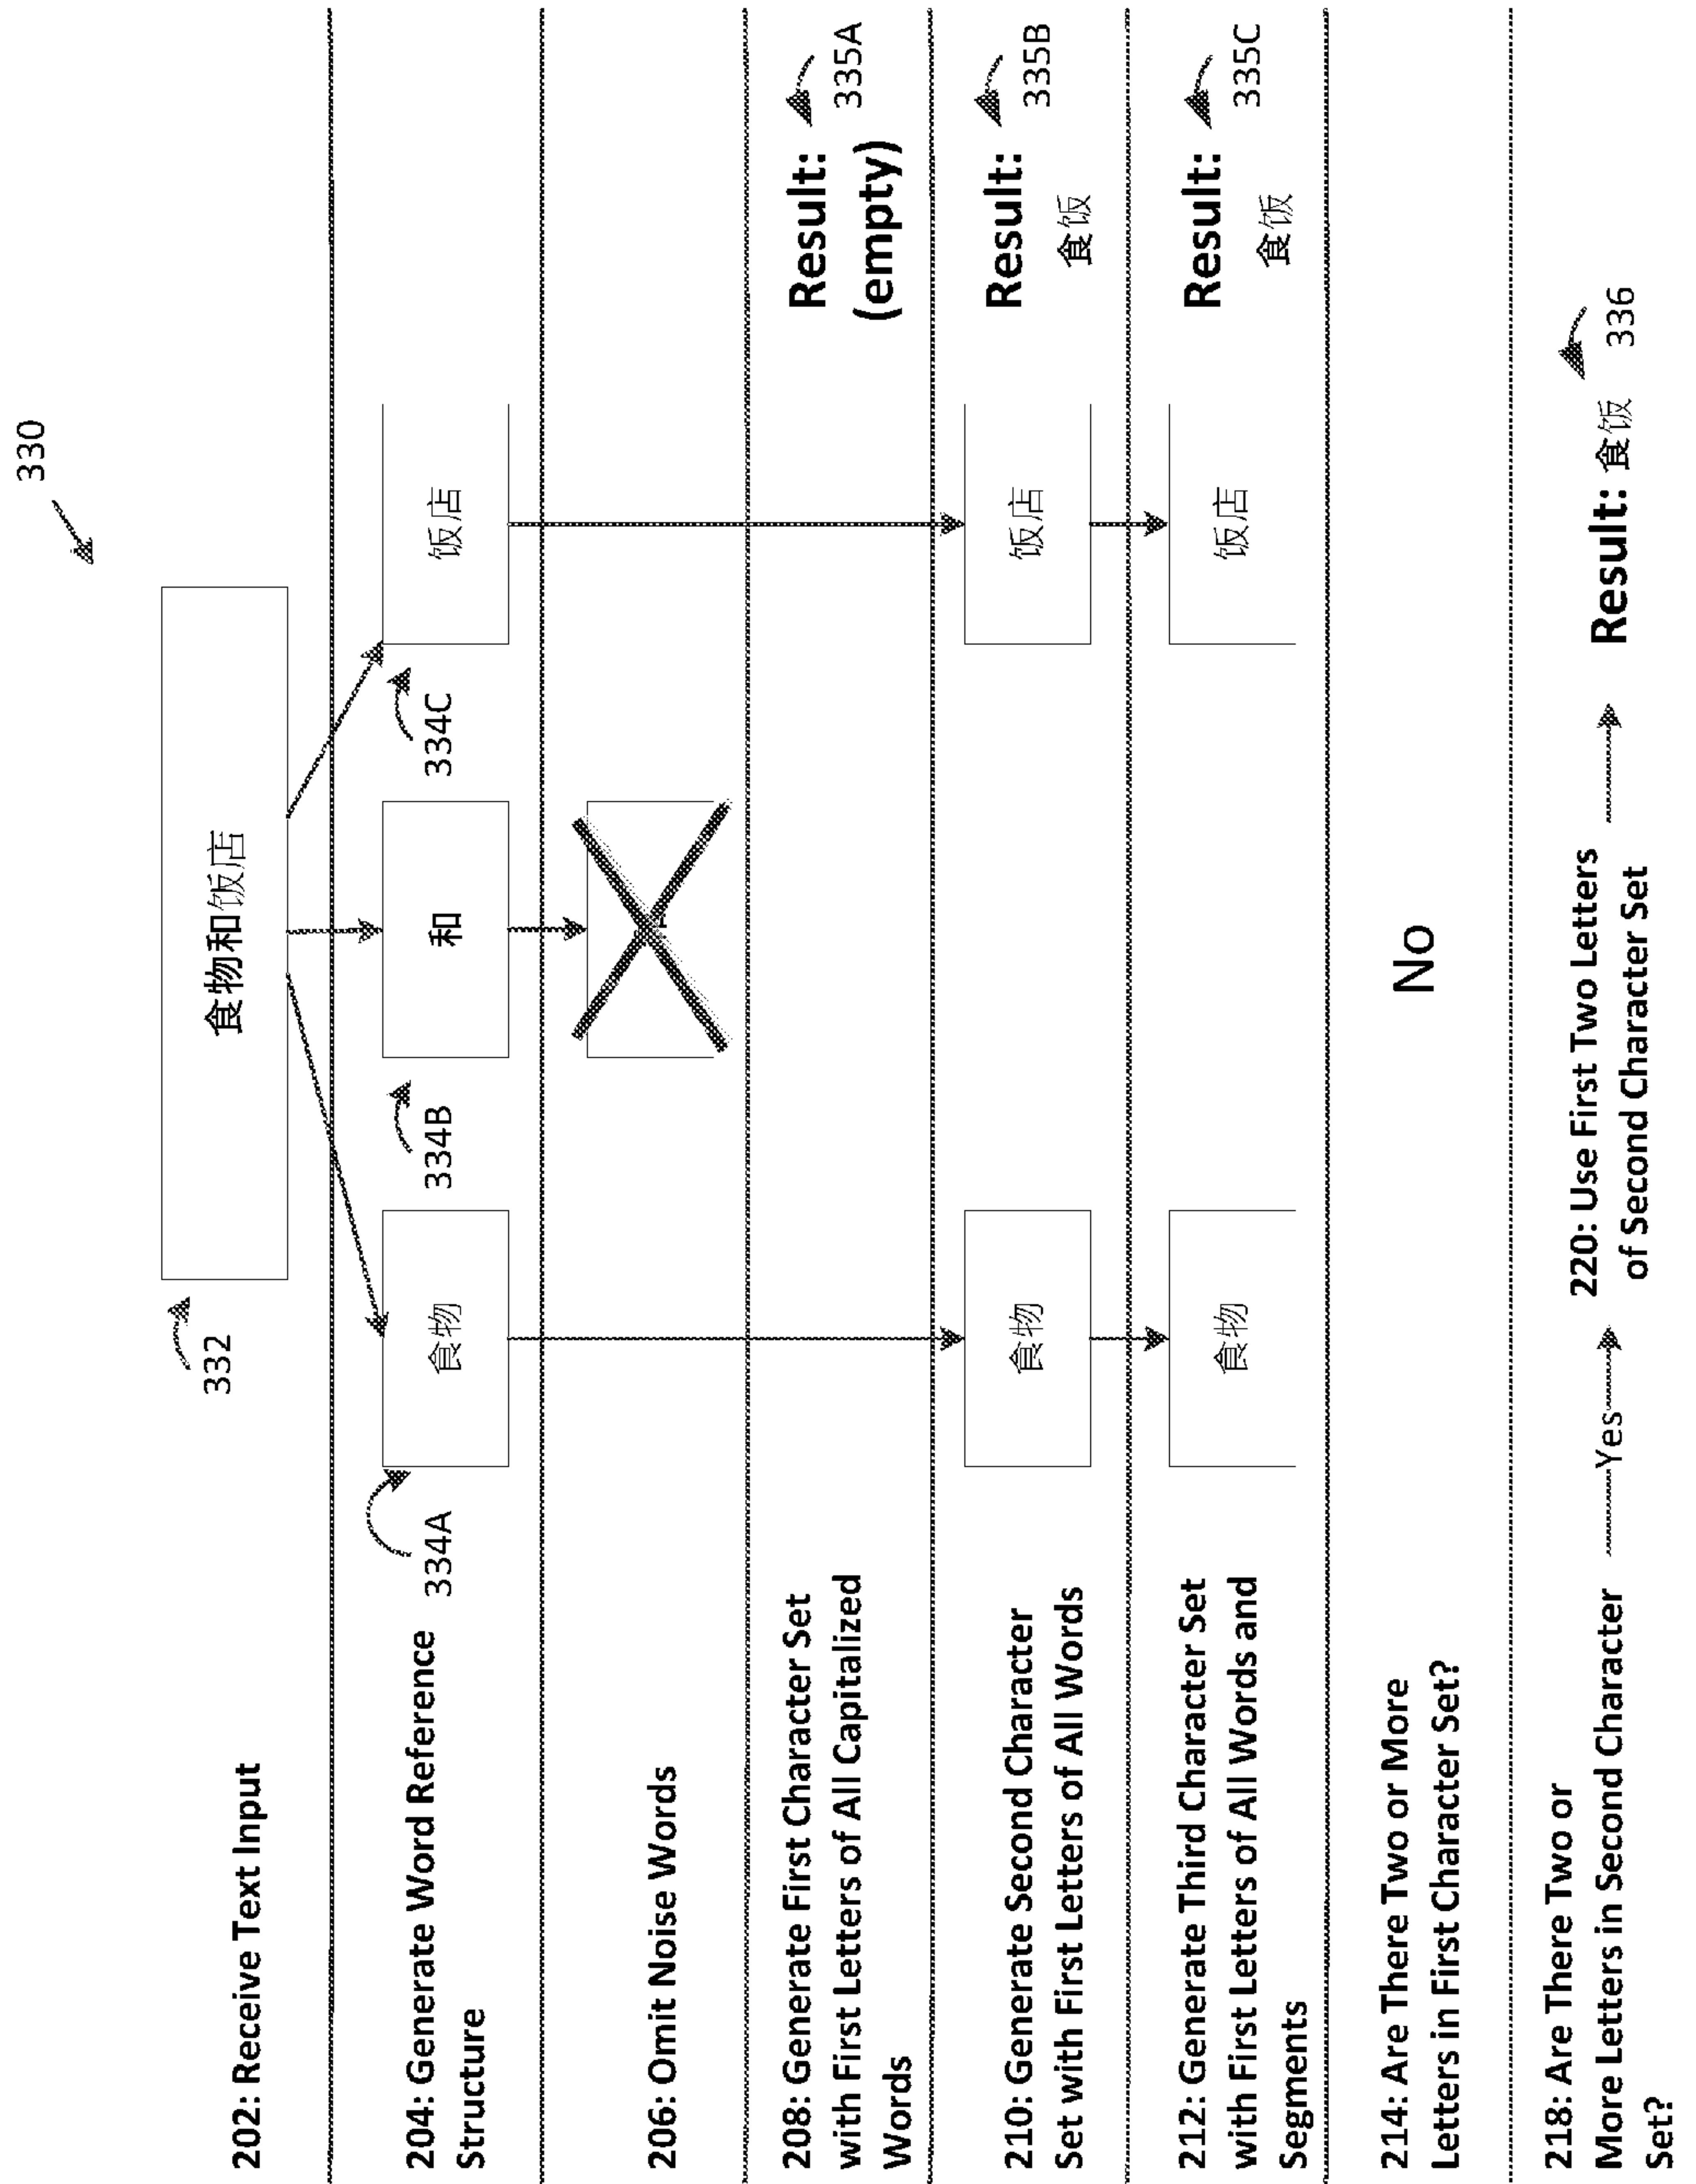 330
332
202: Receive Text Input
食物和饭店
204: Generate Word Reference
Structure
334A
食物
334B
和
334C
饭店
206: Omit Noise Words
208: Generate First Character Set
with First Letters of All Capitalized
Words
Result:
(empty)
335A
210: Generate Second Character
Set with First Letters of All Words
食物
饭店
Result:
食饭
335B
212: Generate Third Character Set
with First Letters of All Words and
Segments
食物
饭店
Result:
食饭
335C
214: Are There Two or More
Letters in First Character Set?
No
218: Are There Two or
More Letters in Second Character
Set?
Yes
220: Use First Two Letters
of Second Character Set
Result: 食饭
336